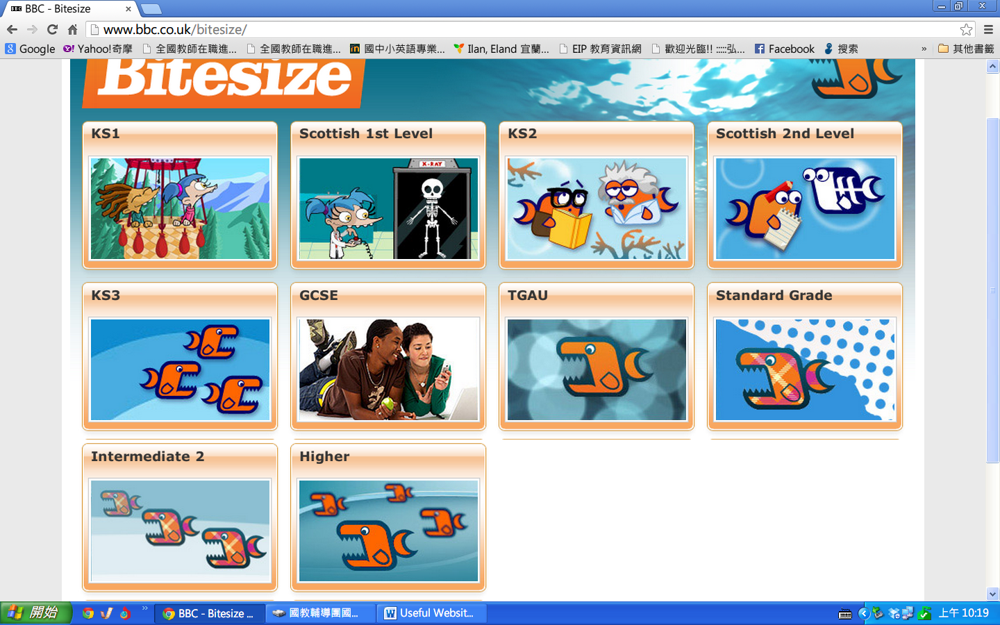 BBC - Bitesize
www.bbc.co.uk/bitesize/
Google Yahoo!奇摩 全國教師在職進... 全國教師在職進... 國中小英語專業... Ilan, Eland 宜蘭... EIP 教育資訊網 歡迎光臨!! :::::弘... Facebook 搜索 » 其他書籤
Bitesize
KS1 Scottish 1st Level KS2 Scottish 2nd Level
X-RAY
KS3 GCSE TGAU Standard Grade
Intermediate 2 Higher
開始 » BBC - Bitesize ... 國教輔導團國... Useful Websit... 上午 10:19